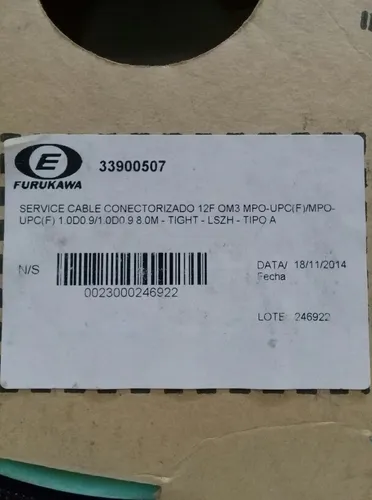 E
FURUKAWA
33900507
SERVICE CABLE CONECTORIZADO 12F OM3 MPO-UPC(F)/MPO-
UPC(F) 1.0D0.9/1.0D0.9 8.0M - TIGHT - LSZH - TIPO A
N/S
0023000246922
DATA/ 18/11/2014
Fecha
LOTE: 246922